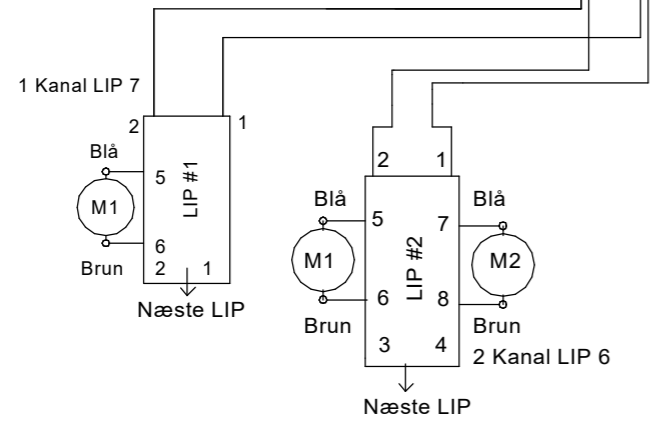 1 Kanal LIP 7
2
1
Blå
5
LIP #1
M1
6
Brun
2
1
Næste LIP
2
1
Blå
5
7
Blå
M1
LIP #2
M2
6
8
Brun
Brun
3
4
2 Kanal LIP 6
Næste LIP